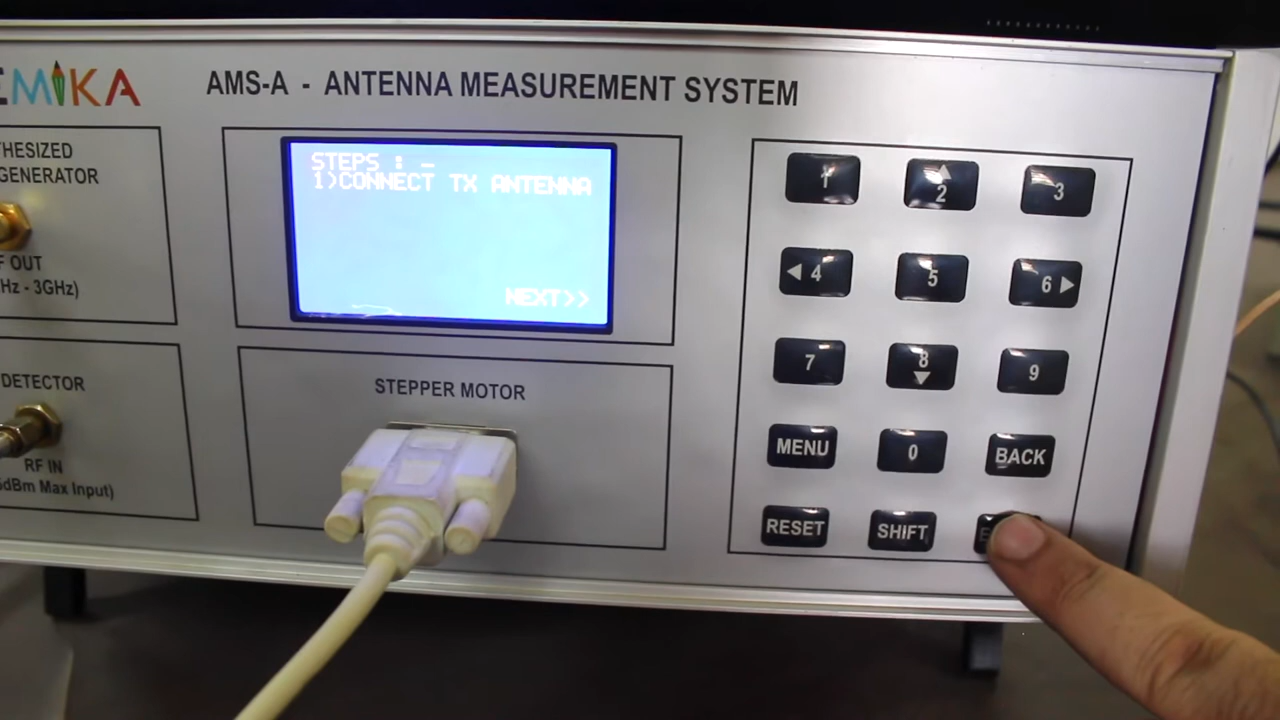 EMIKA
AMS-A - ANTENNA MEASUREMENT SYSTEM
THESIZED
GENERATOR
F OUT
Hz - 3GHz)
DETECTOR
RF IN
dBm Max Input)
STEPS : _
1)CONNECT TX ANTENNA
NEXT>>
STEPPER MOTOR
1 2 3
4 5 6
7 8 9
MENU 0 BACK
RESET SHIFT